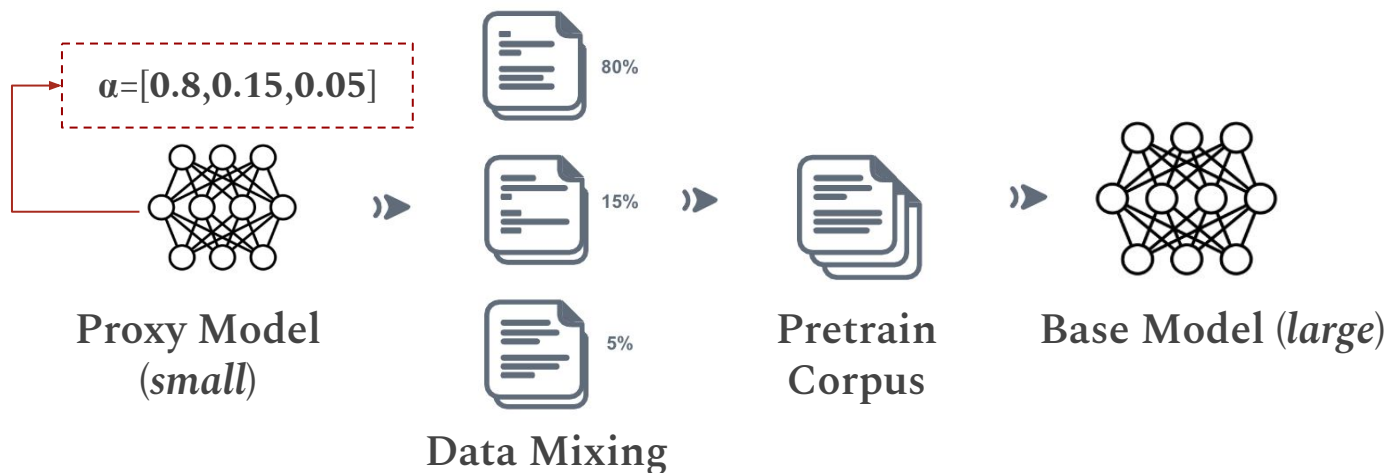 α=[0.8,0.15,0.05]
Proxy Model
(small)
80%
15%
5%
Data Mixing
Pretrain
Corpus
Base Model (large)